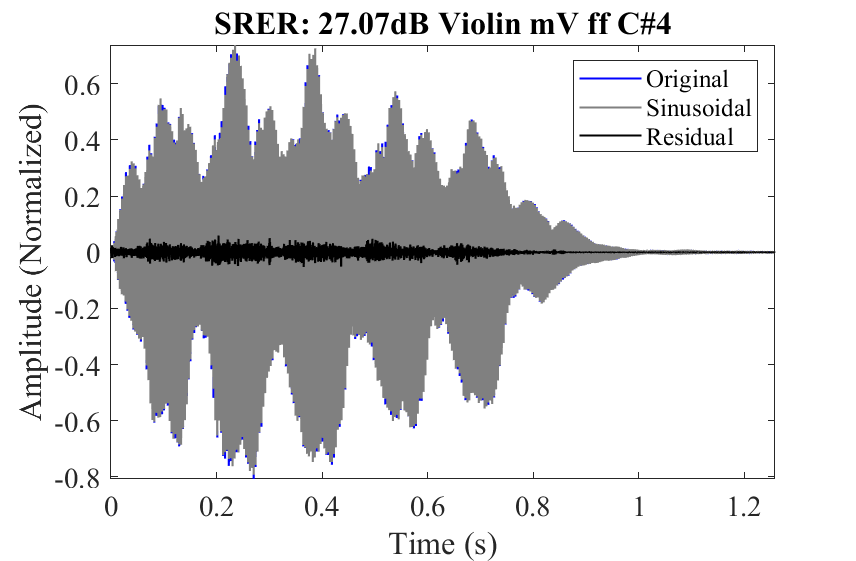 SRER: 27.07dB Violin mV ff C#4
Original
Sinusoidal
Residual
Amplitude (Normalized)
0.6
0.4
0.2
0
-0.2
-0.4
-0.6
-0.8
0 0.2 0.4 0.6 0.8 1 1.2
Time (s)